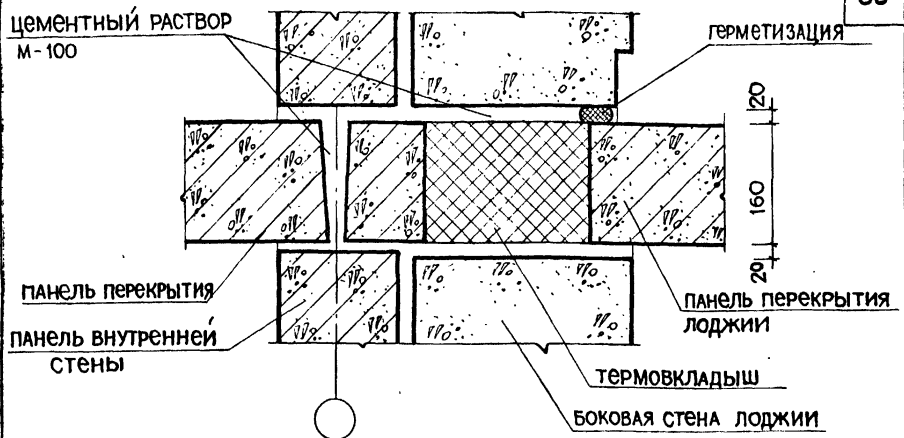 ЦЕМЕНТНЫЙ РАСТВОР
М-100
ГЕРМЕТИЗАЦИЯ
20
160
20
ПАНЕЛЬ ПЕРЕКРЫТИЯ
ПАНЕЛЬ ВНУТРЕННЕЙ
СТЕНЫ
ПАНЕЛЬ ПЕРЕКРЫТИЯ
ЛОДЖИИ
ТЕРМОВКЛАДЫШ
БОКОВАЯ СТЕНА ЛОДЖИИ